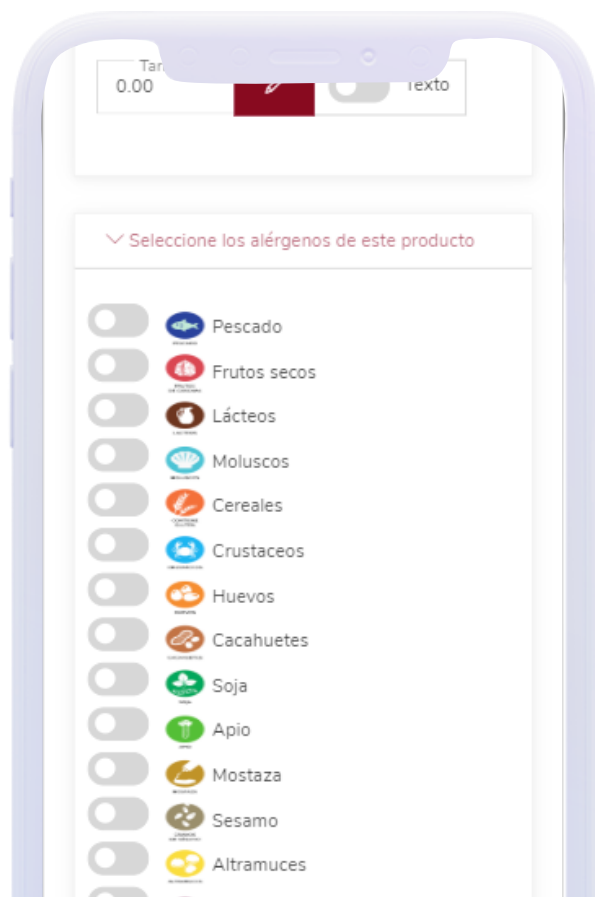 0.00
Texto
Seleccione los alérgenos de este producto
Pescado
Frutos secos
Lácteos
Moluscos
Cereales
Crustaceos
Huevos
Cacahuetes
Soja
Apio
Mostaza
Sesamo
Altramuces